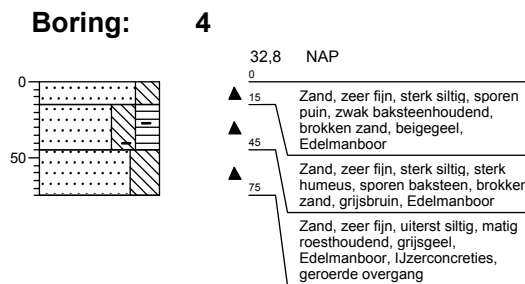 Boring: 4
32,8 NAP
0
0
15
Zand, zeer fijn, sterk siltig, sporen
puin, zwak baksteenhoudend,
brokken zand, beigegeel,
Edelmanboor
45
Zand, zeer fijn, sterk siltig, sterk
humeus, sporen baksteen, brokken
zand, grijsbruin, Edelmanboor
50
75
Zand, zeer fijn, uiterst siltig, matig
roesthoudend, grijsgeel,
Edelmanboor, IJzerconcreties,
geroerde overgang